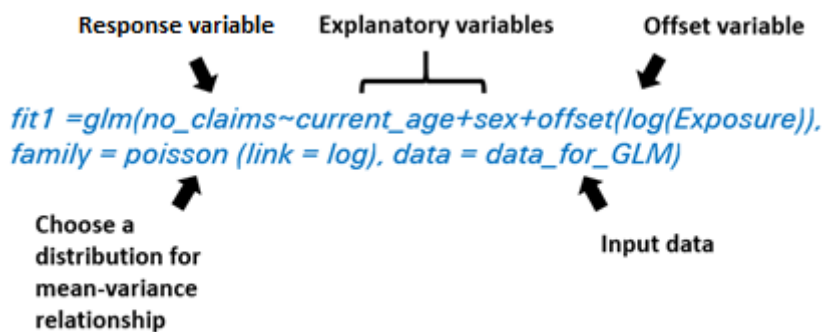 Response variable Explanatory variables Offset variable
fit1 =glm(no_claims~current_age+sex+offset(log(Exposure)),
family = poisson (link = log), data = data_for_GLM)
Choose a
distribution for
mean-variance
relationship
Input data